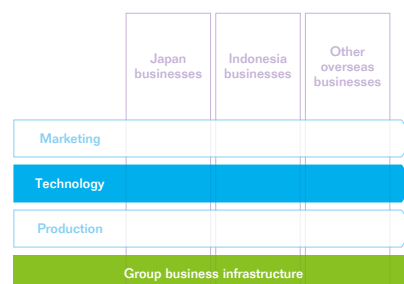 Japan
businesses
Indonesia
businesses
Other
overseas
businesses
Marketing
Technology
Production
Group business infrastructure